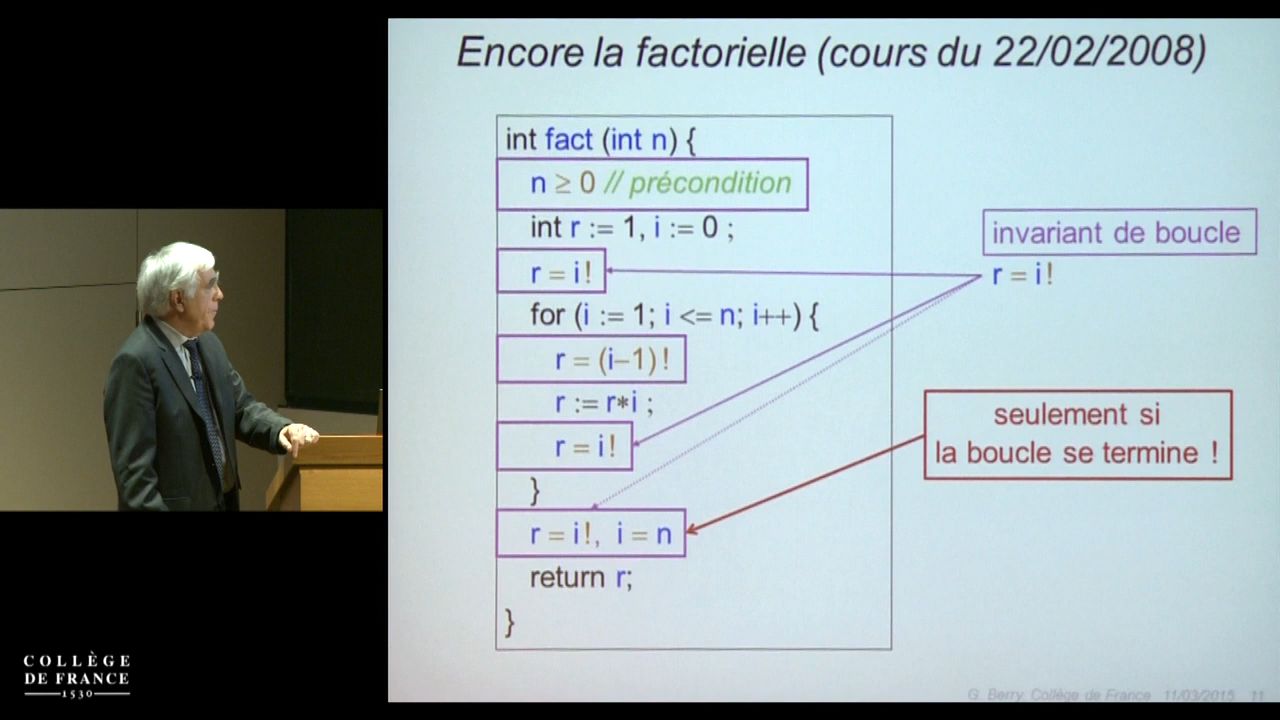 Encore la factorielle (cours du 22/02/2008)
int fact (int n) {
n ≥ 0 // précondition
int r := 1, i := 0 ;
r = i!
for (i := 1; i <= n; i++) {
r = (i–1)!
r := r*i ;
r = i!
}
r = i!, i = n
return r;
}
invariant de boucle
r = i!
seulement si
la boucle se termine !
COLLÈGE
DE FRANCE
1530
G. Berry, Collège de France 11/03/2015 11